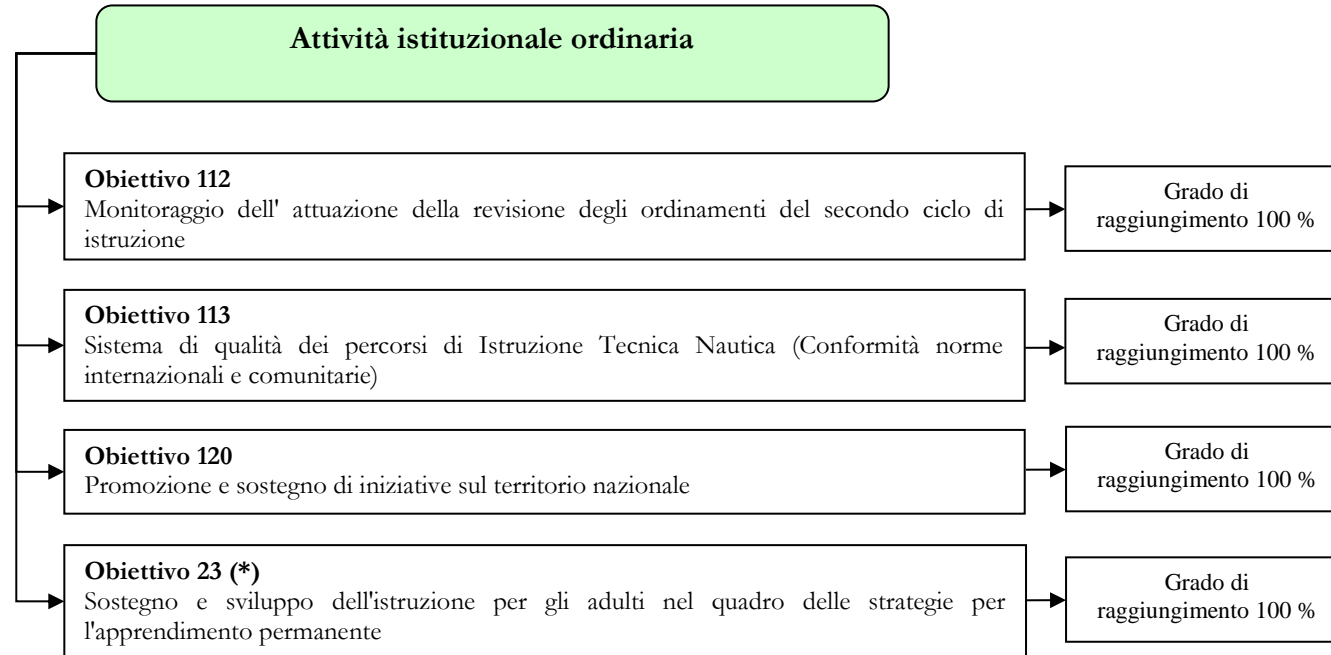 Attività istituzionale ordinaria
Obiettivo 112
Monitoraggio dell' attuazione della revisione degli ordinamenti del secondo ciclo di
istruzione
Grado di
raggiungimento 100 %
Obiettivo 113
Sistema di qualità dei percorsi di Istruzione Tecnica Nautica (Conformità norme
internazionali e comunitarie)
Grado di
raggiungimento 100 %
Obiettivo 120
Promozione e sostegno di iniziative sul territorio nazionale
Grado di
raggiungimento 100 %
Obiettivo 23 (*)
Sostegno e sviluppo dell'istruzione per gli adulti nel quadro delle strategie per
l'apprendimento permanente
Grado di
raggiungimento 100 %